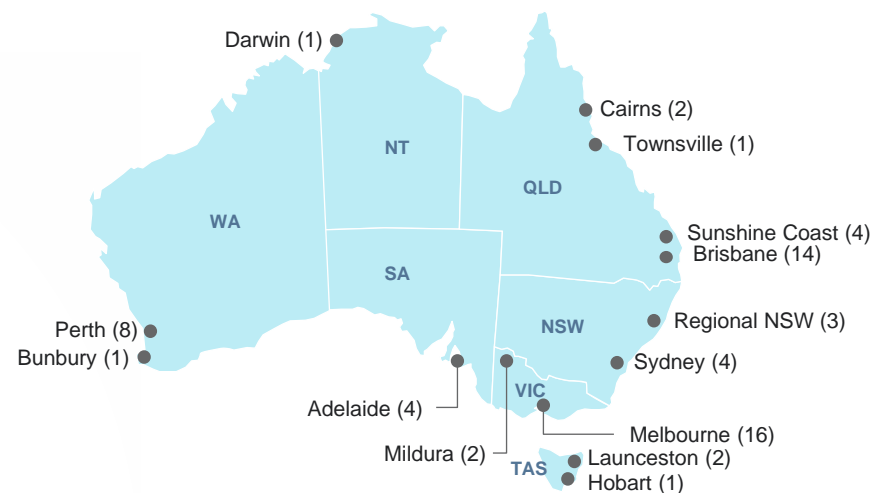 Darwin (1)
Cairns (2)
Townsville (1)
NT
QLD
WA
Sunshine Coast (4)
Brisbane (14)
SA
Perth (8)
Bunbury (1)
NSW
Regional NSW (3)
Sydney (4)
VIC
Adelaide (4)
Melbourne (16)
Mildura (2)
TAS
Launceston (2)
Hobart (1)